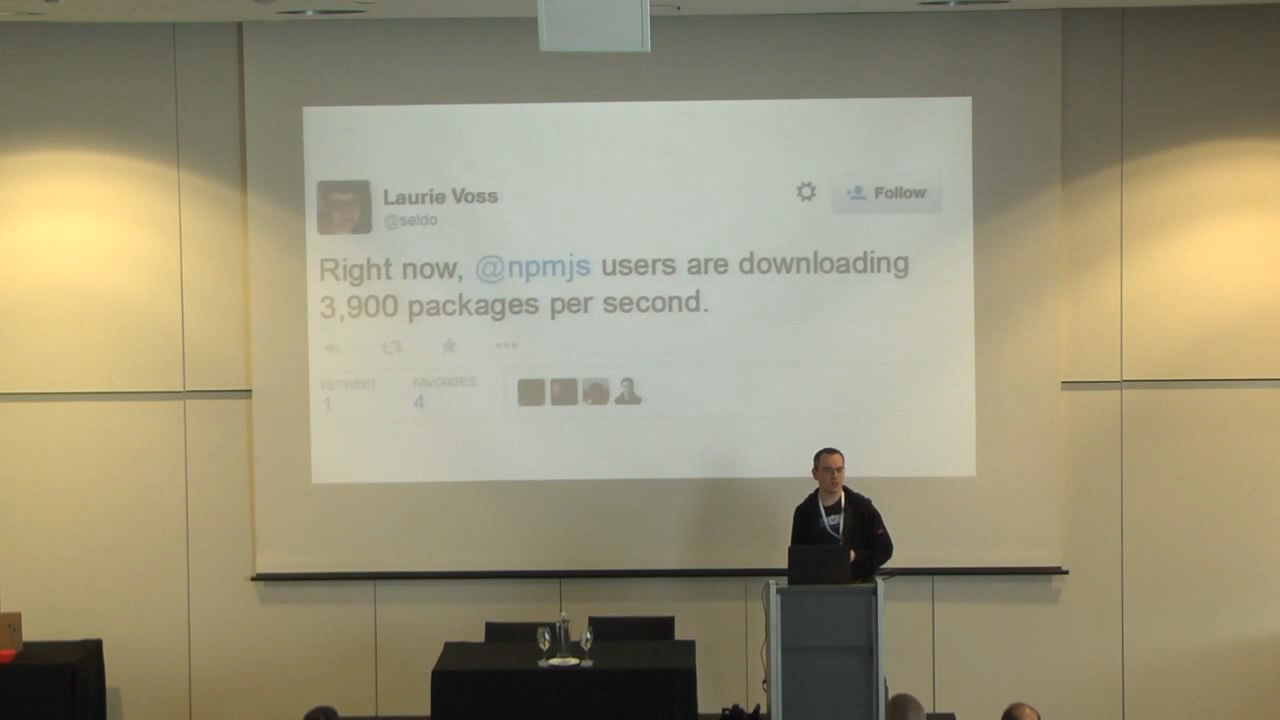 Laurie Voss
@seldo
Follow
Right now, @npmjs users are downloading
3,900 packages per second.
RETWEET
FAVORITES
1
4